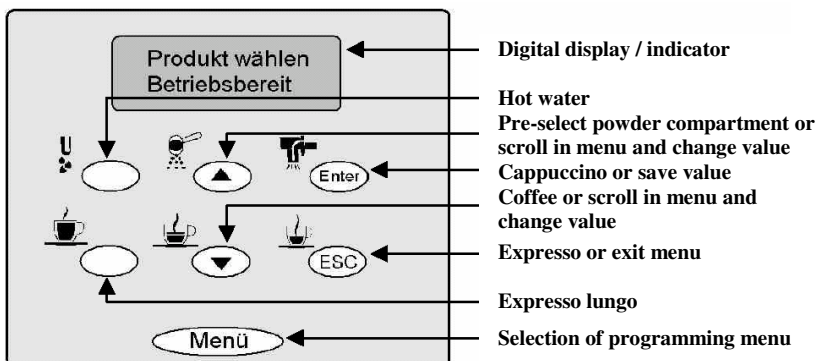 Produkt wählen
Betriebsbereit
Enter
ESC
Menü
Digital display / indicator
Hot water
Pre-select powder compartment or
scroll in menu and change value
Cappuccino or save value
Coffee or scroll in menu and
change value
Expresso or exit menu
Expresso lungo
Selection of programming menu